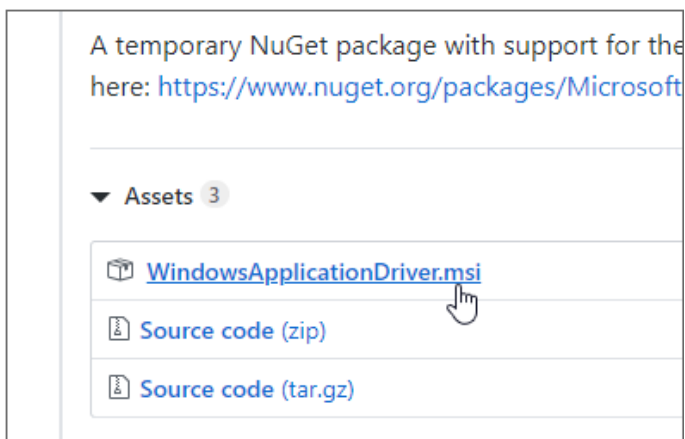 A temporary NuGet package with support for the
here: https://www.nuget.org/packages/Microsoft
Assets 3
WindowsApplicationDriver.msi
Source code (zip)
Source code (tar.gz)